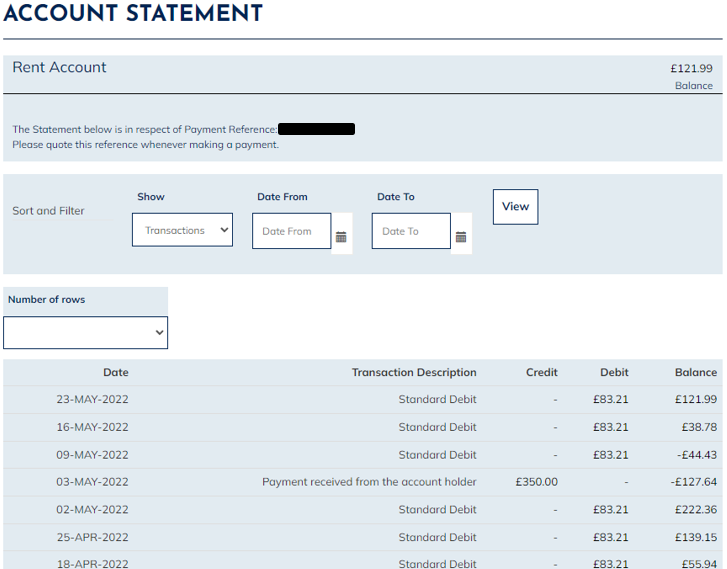 ACCOUNT STATEMENT
Rent Account £121.99
Balance
The Statement below is in respect of Payment Reference:
Please quote this reference whenever making a payment.
Show Date From Date To
Sort and Filter Transactions Date From Date To View
Number of rows
Date Transaction Description Credit Debit Balance
23-MAY-2022 Standard Debit - £83.21 £121.99
16-MAY-2022 Standard Debit - £83.21 £38.78
09-MAY-2022 Standard Debit - £83.21 -£44.43
03-MAY-2022 Payment received from the account holder £350.00 - -£127.64
02-MAY-2022 Standard Debit - £83.21 £222.36
25-APR-2022 Standard Debit - £83.21 £139.15
18-APR-2022 Standard Debit - £83.21 £55.94